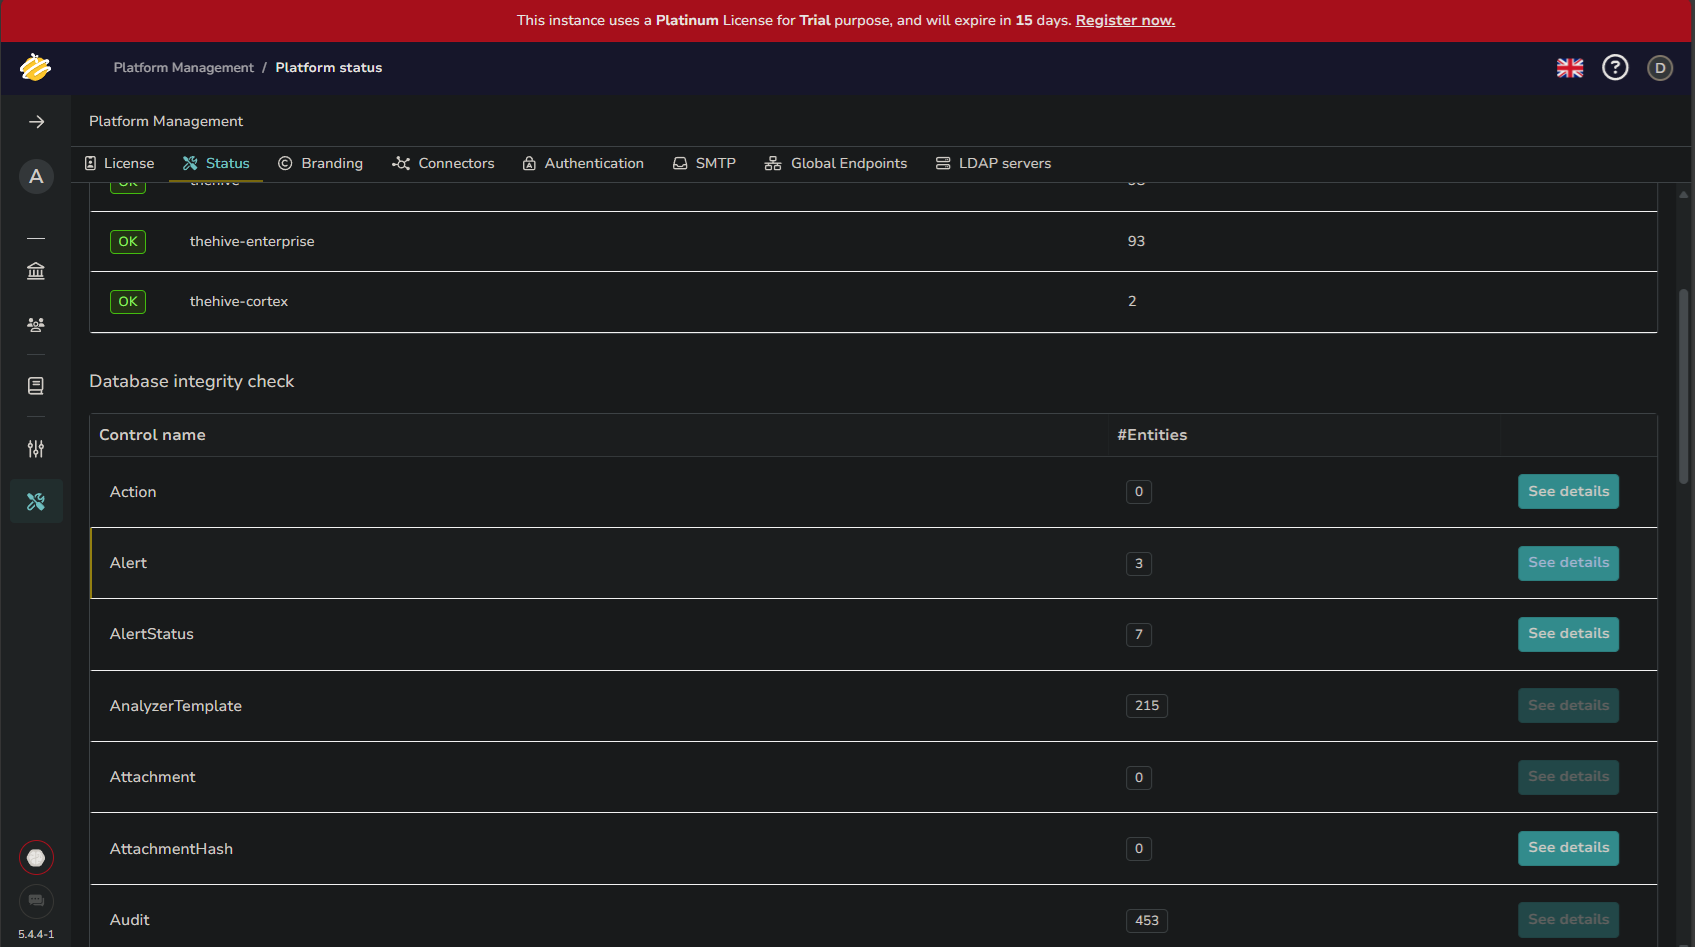 This instance uses a Platinum License for Trial purpose, and will expire in 15 days. Register now.
Platform Management / Platform status
D
Platform Management
A
License Status Branding Connectors Authentication SMTP Global Endpoints LDAP servers
OK thehive
OK thehive-enterprise 93
OK thehive-cortex 2
Database integrity check
Control name #Entities
Action 0 See details
Alert 3 See details
AlertStatus 7 See details
AnalyzerTemplate 215 See details
Attachment 0 See details
AttachmentHash 0 See details
Audit 453 See details
5.4.4-1